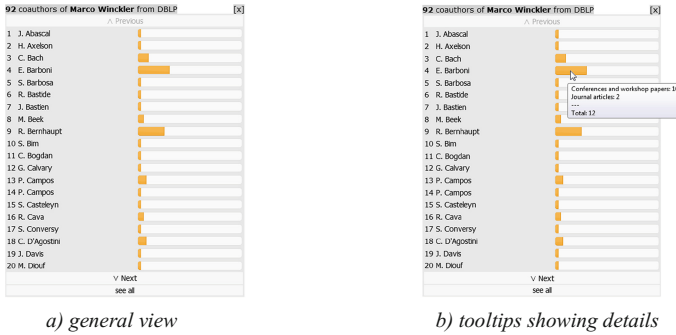 92 coauthors of Marco Winckler from DBLP [x]
∧ Previous
1 J. Abascal
2 H. Axelson
3 C. Bach
4 E. Barboni
5 S. Barbosa
6 R. Bastide
7 J. Bastien
8 M. Beek
9 R. Bernhaupt
10 S. Bim
11 C. Bogdan
12 G. Calvary
13 P. Campos
14 P. Campos
15 S. Casteleyn
16 R. Cava
17 S. Conversy
18 C. D'Agostini
19 J. Davis
20 M. Diouf
∨ Next
see all
a) general view
92 coauthors of Marco Winckler from DBLP [x]
∧ Previous
1 J. Abascal
2 H. Axelson
3 C. Bach
4 E. Barboni
5 S. Barbosa
6 R. Bastide
7 J. Bastien
8 M. Beek
9 R. Bernhaupt
10 S. Bim
11 C. Bogdan
12 G. Calvary
13 P. Campos
14 P. Campos
15 S. Casteleyn
16 R. Cava
17 S. Conversy
18 C. D'Agostini
19 J. Davis
20 M. Diouf
Conferences and workshop papers: 10
Journal articles: 2
---
Total: 12
∨ Next
see all
b) tooltips showing details